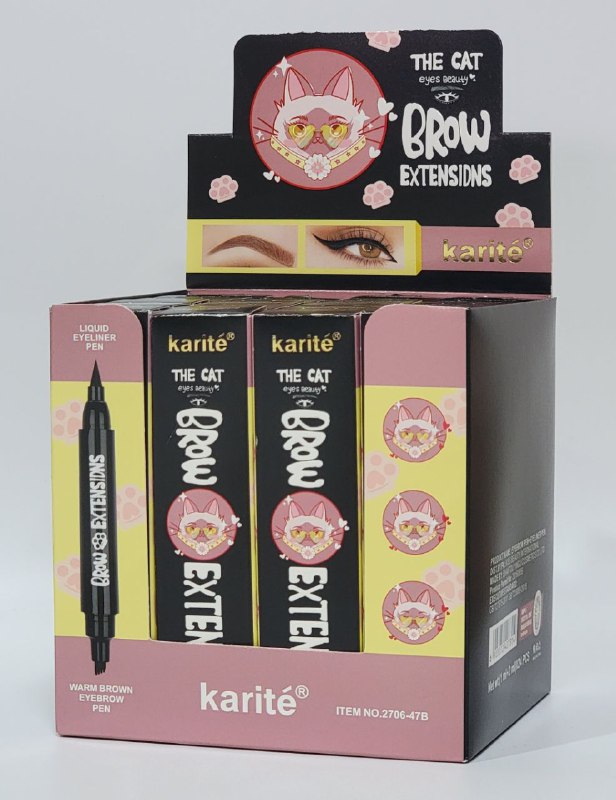 THE CAT
eyes Beauty
BROW
EXTENSIDNS
karité®
LIQUID
EYELINER
PEN
BROW EXTENSIDNS
WARM BROWN
EYEBROW
PEN
karité®
THE CAT
eyes Beauty
BROW
EXTEN
karité®
THE CAT
eyes Beauty
BROW
EXTEN
karité®
ITEM NO.2706-47B